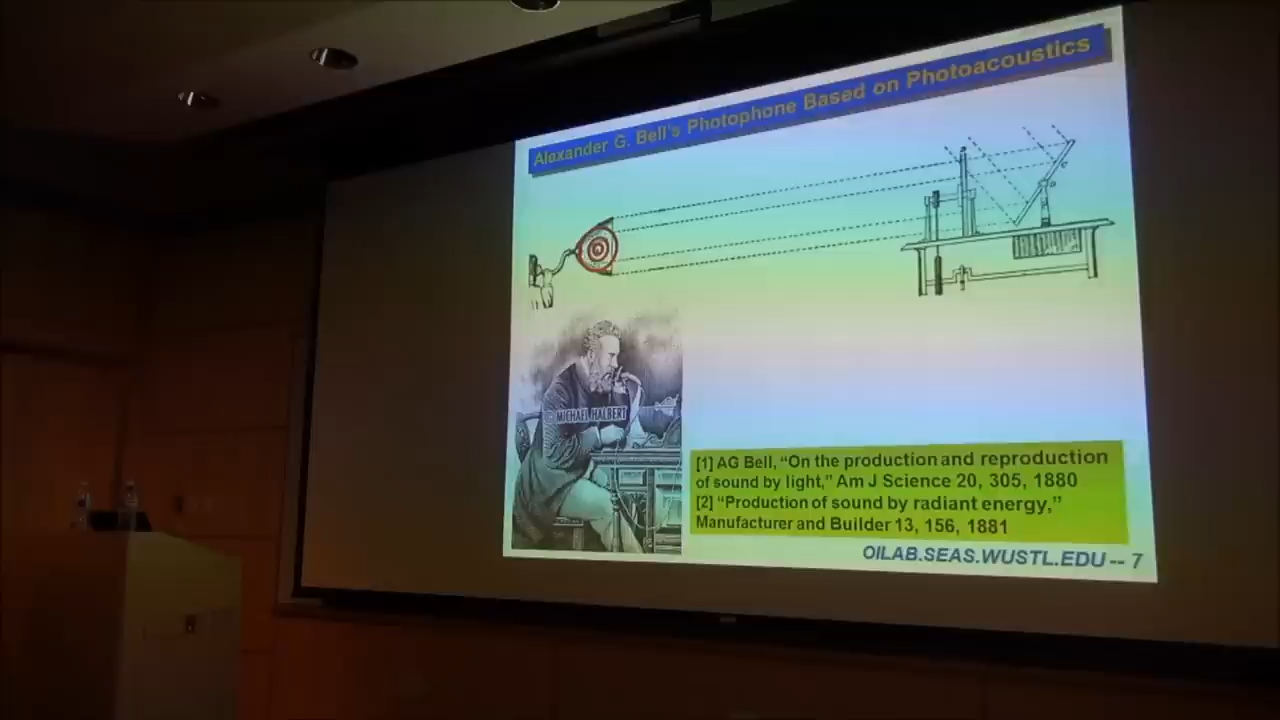 Alexander G. Bell's Photophone Based on Photoacoustics
© MICHAEL HALBERT
[1] AG Bell, “On the production and reproduction
of sound by light,” Am J Science 20, 305, 1880
[2] “Production of sound by radiant energy,”
Manufacturer and Builder 13, 156, 1881
OILAB.SEAS.WUSTL.EDU -- 7